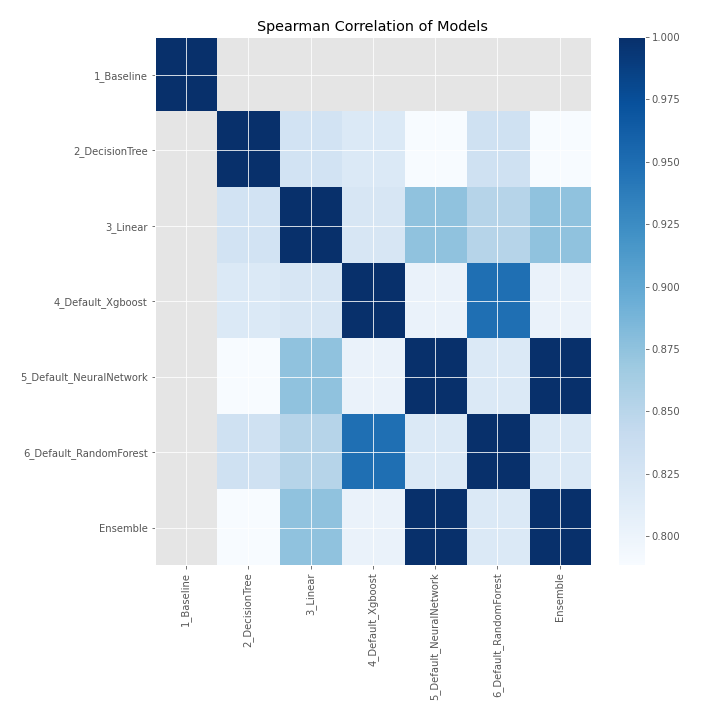 Spearman Correlation of Models
1_Baseline
2_DecisionTree
3_Linear
4_Default_Xgboost
5_Default_NeuralNetwork
6_Default_RandomForest
Ensemble
1_Baseline
2_DecisionTree
3_Linear
4_Default_Xgboost
5_Default_NeuralNetwork
6_Default_RandomForest
Ensemble
1.000
0.975
0.950
0.925
0.900
0.875
0.850
0.825
0.800